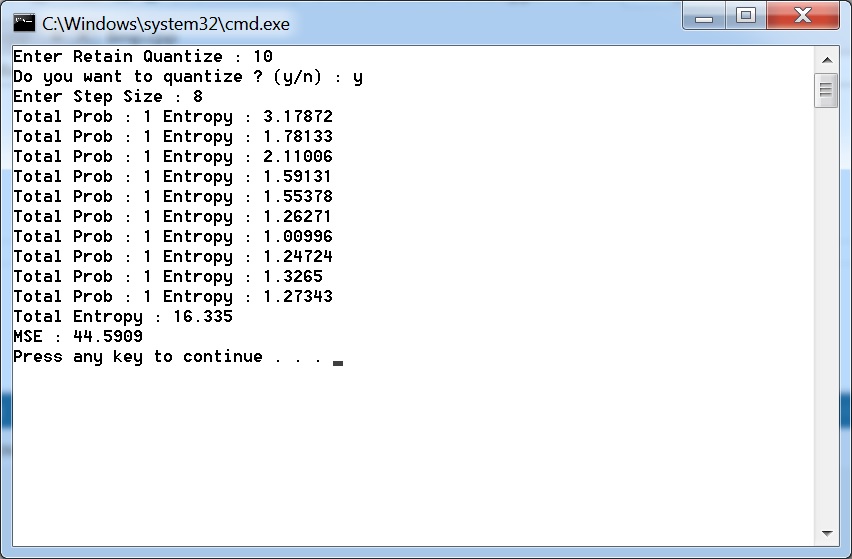 C:\Windows\system32\cmd.exe
Enter Retain Quantize : 10
Do you want to quantize ? (y/n) : y
Enter Step Size : 8
Total Prob : 1 Entropy : 3.17872
Total Prob : 1 Entropy : 1.78133
Total Prob : 1 Entropy : 2.11006
Total Prob : 1 Entropy : 1.59131
Total Prob : 1 Entropy : 1.55378
Total Prob : 1 Entropy : 1.26271
Total Prob : 1 Entropy : 1.00996
Total Prob : 1 Entropy : 1.24724
Total Prob : 1 Entropy : 1.3265
Total Prob : 1 Entropy : 1.27343
Total Entropy : 16.335
MSE : 44.5909
Press any key to continue . . .